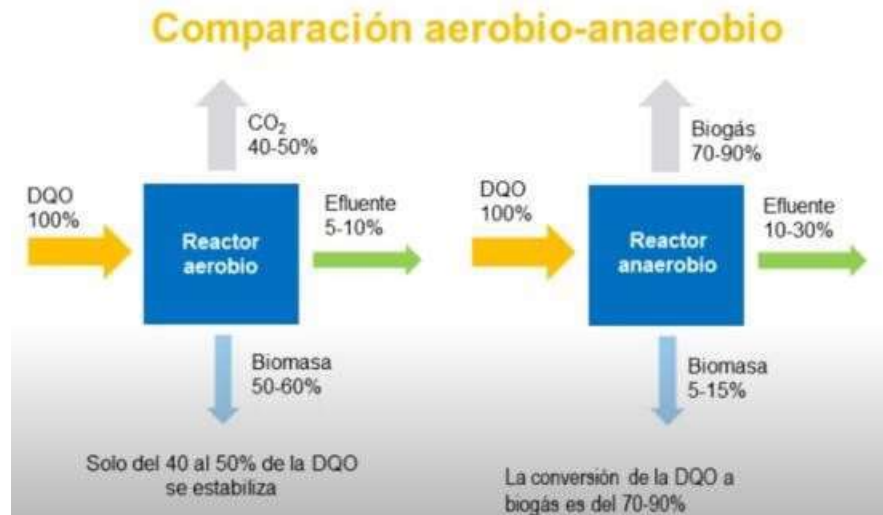 Comparación aerobio-anaerobio
CO₂
40-50%
DQO
100%
Reactor
aerobio
Efluente
5-10%
Biomasa
50-60%
Solo del 40 al 50% de la DQO
se estabiliza
Biogás
70-90%
DQO
100%
Reactor
anaerobio
Efluente
10-30%
Biomasa
5-15%
La conversión de la DQO a
biogás es del 70-90%